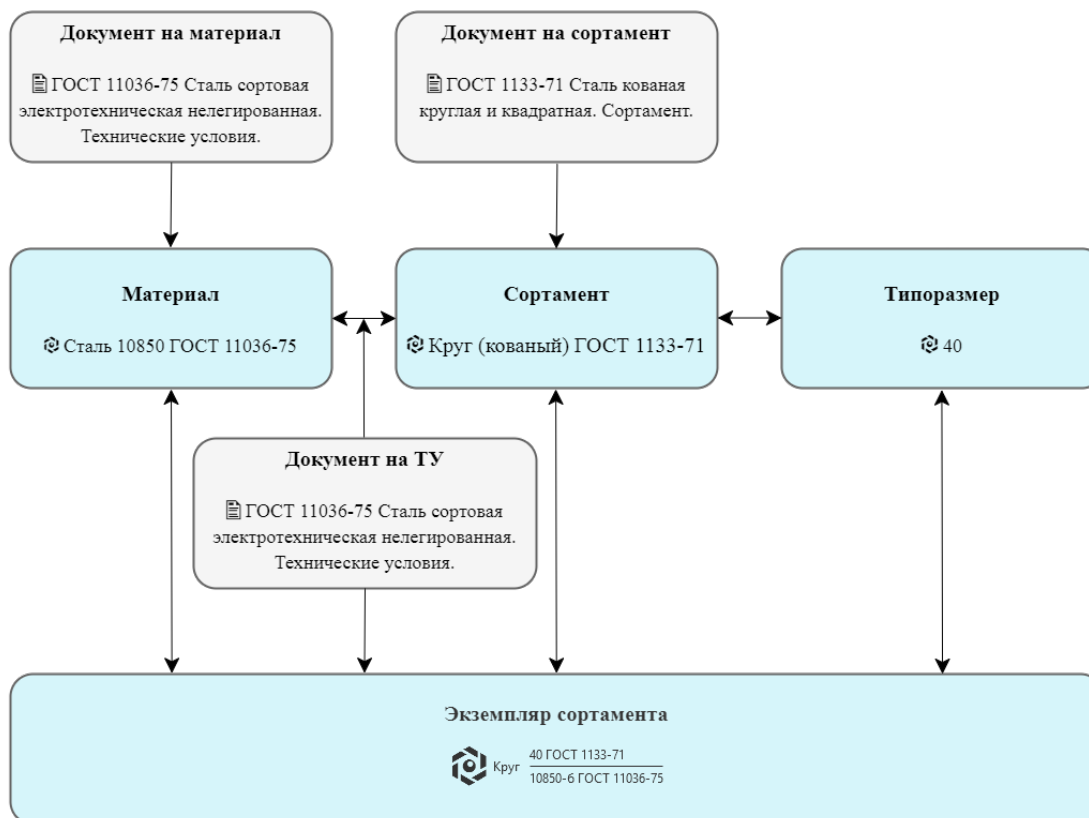 Документ на материал
ГОСТ 11036-75 Сталь сортовая
электротехническая нелегированная.
Технические условия.
Документ на сортамент
ГОСТ 1133-71 Сталь кованая
круглая и квадратная. Сортамент.
Материал
Сталь 10850 ГОСТ 11036-75
Сортамент
Круг (кованый) ГОСТ 1133-71
Типоразмер
40
Документ на ТУ
ГОСТ 11036-75 Сталь сортовая
электротехническая нелегированная.
Технические условия.
Экземпляр сортамента
Круг
40 ГОСТ 1133-71
10850-6 ГОСТ 11036-75